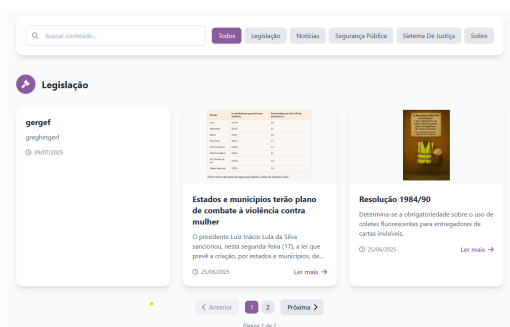 Buscar conteúdo...
Todos
Legislação
Notícias
Segurança Pública
Sistema De Justiça
Sobre
Legislação
gergef
greghetgerf
09/07/2025
Estados e municípios terão plano
de combate à violência contra
mulher
O presidente Luiz Inácio Lula da Silva
sancionou, nesta segunda-feira (17), a lei que
prevê a criação, por estados e municípios, de...
25/06/2025
Ler mais →
Resolução 1984/90
Determina-se a obrigatoriedade sobre o uso de
coletes fluorescentes para entregadores de
cartas invisíveis.
25/06/2025
Ler mais →
Anterior
1
2
Próxima
Página 1 de 2